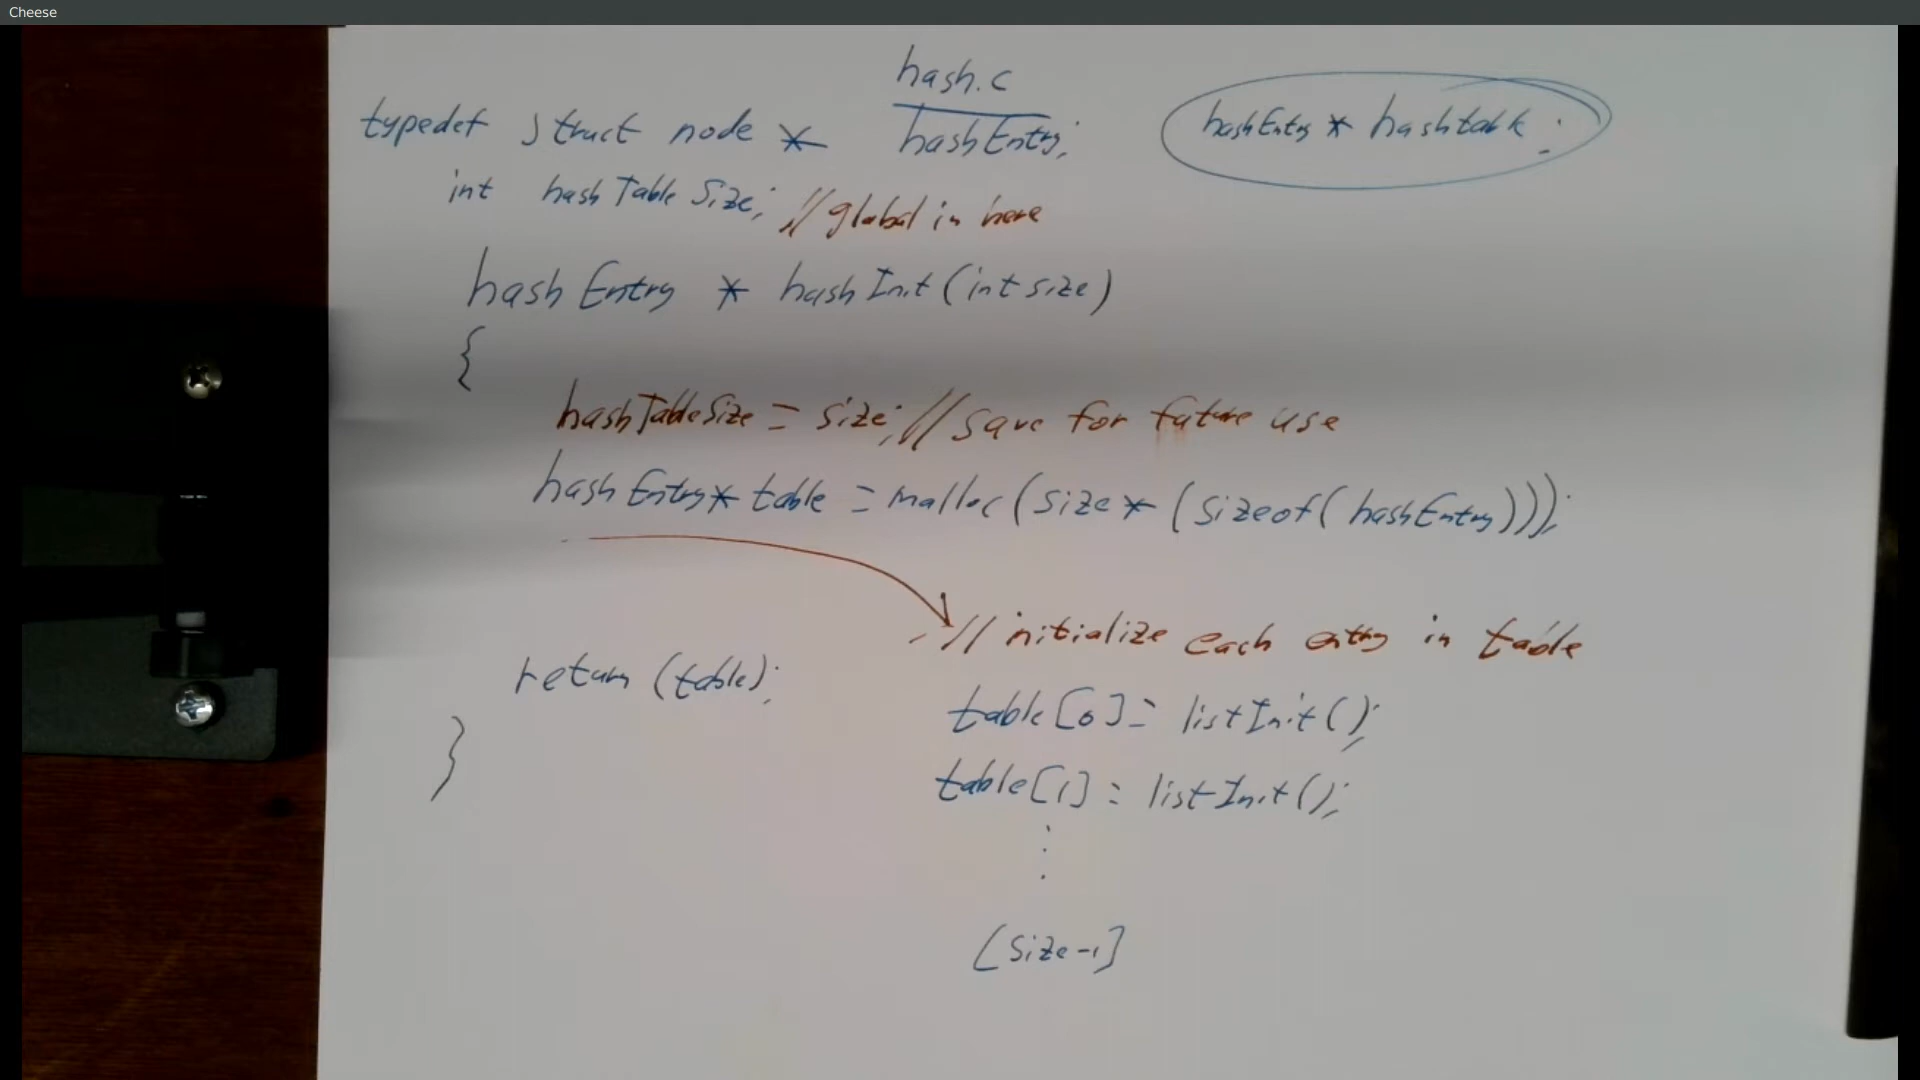 Cheese
hash.c
typedef struct node * hashEntry;
hashEntry * hashtable;
int hashTableSize; // global in here
hashEntry * hashInit(int size)
{
hashTableSize = size; // save for future use
hashEntry* table = malloc(size * (sizeof(hashEntry)));
// initialize each entry in table
return (table);
table[0] = listInit();
}
table[1] = listInit();
[size-1]